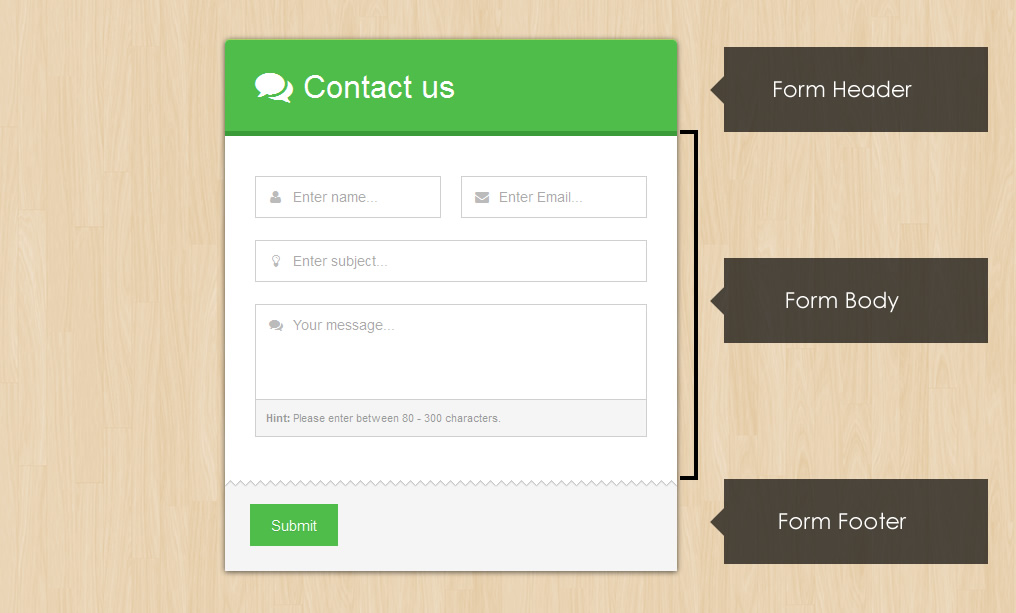 Contact us
Form Header
Enter name...
Enter Email...
Enter subject...
Form Body
Your message...
Hint: Please enter between 80 - 300 characters.
Submit
Form Footer